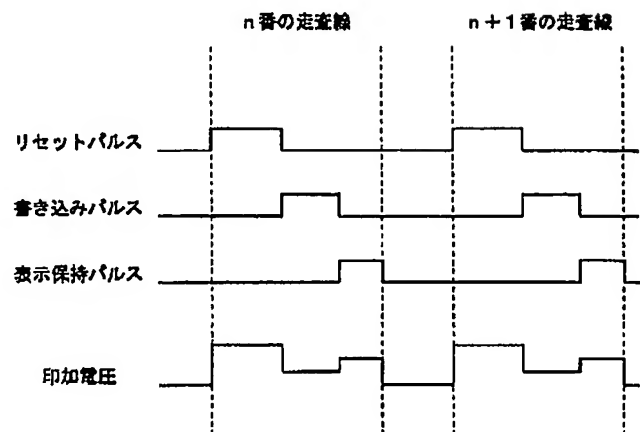 n番の走査線
n+1番の走査線
リセットパルス
書き込みパルス
表示保持パルス
印加電圧